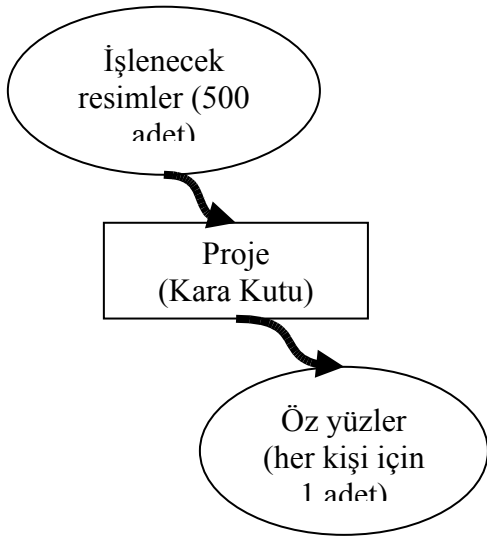 İşlenecek
resimler (500
adet)
Proje
(Kara Kutu)
Öz yüzler
(her kişi için
1 adet)